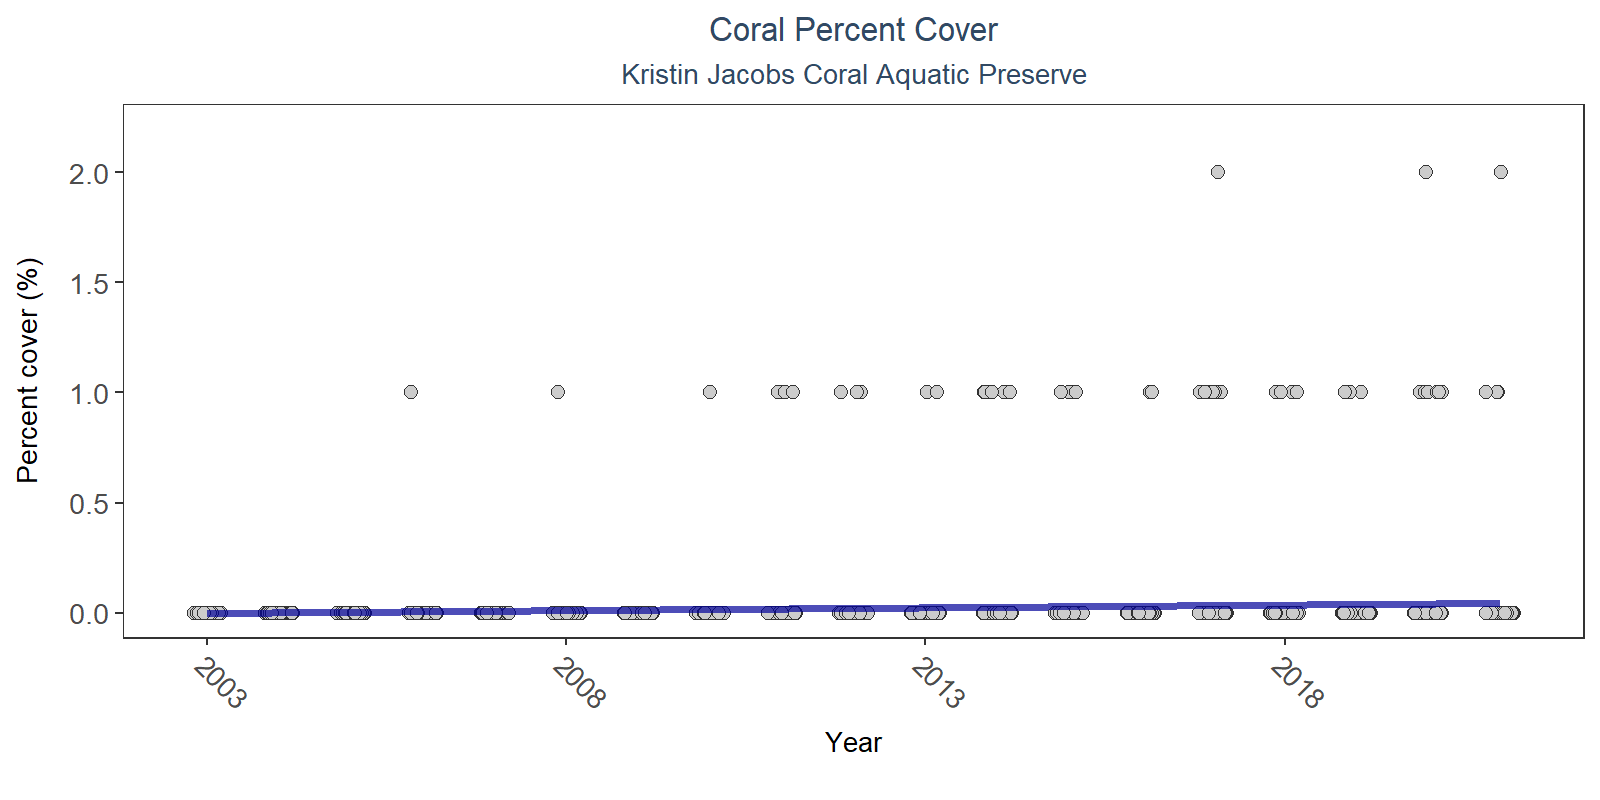 Coral Percent Cover
Kristin Jacobs Coral Aquatic Preserve
Percent cover (%)
2.0
1.5
1.0
0.5
0.0
2003
2008
2013
2018
Year